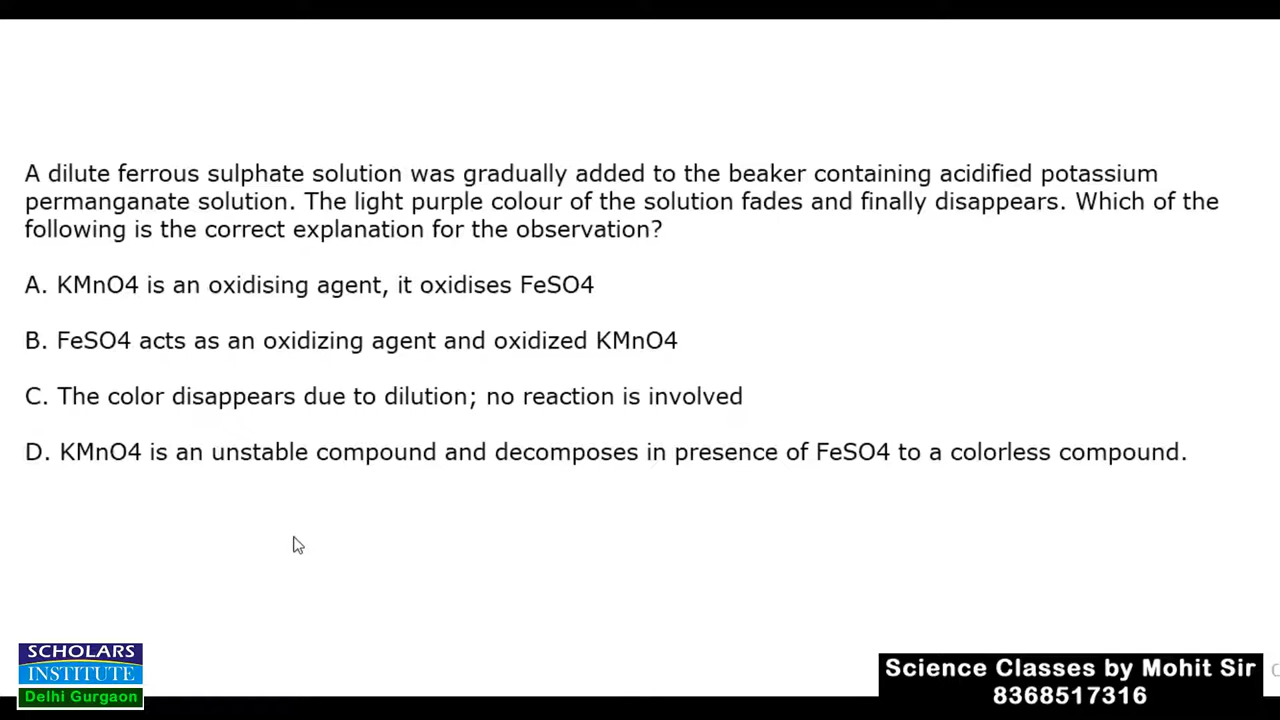 A dilute ferrous sulphate solution was gradually added to the beaker containing acidified potassium
permanganate solution. The light purple colour of the solution fades and finally disappears. Which of the
following is the correct explanation for the observation?
A. KMnO4 is an oxidising agent, it oxidises FeSO4
B. FeSO4 acts as an oxidizing agent and oxidized KMnO4
C. The color disappears due to dilution; no reaction is involved
D. KMnO4 is an unstable compound and decomposes in presence of FeSO4 to a colorless compound.
SCHOLARS
INSTITUTE
Delhi Gurgaon
Science Classes by Mohit Sir
8368517316